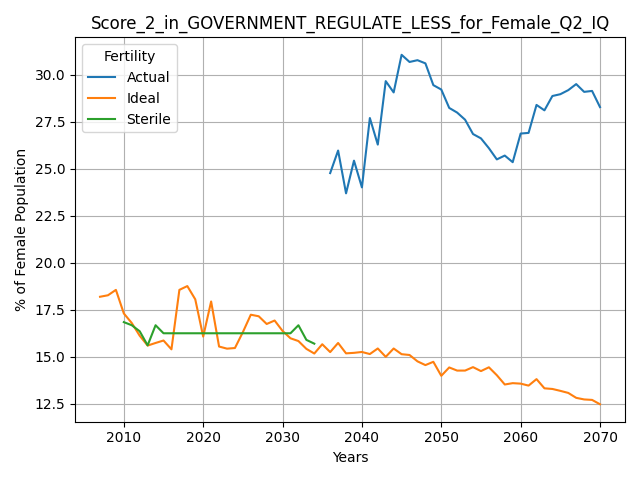 Score_2_in_GOVERNMENT_REGULATE_LESS_for_Female_Q2_IQ
Fertility
Actual
Ideal
Sterile
% of Female Population
30.0
27.5
25.0
22.5
20.0
17.5
15.0
12.5
2010 2020 2030 2040 2050 2060 2070
Years